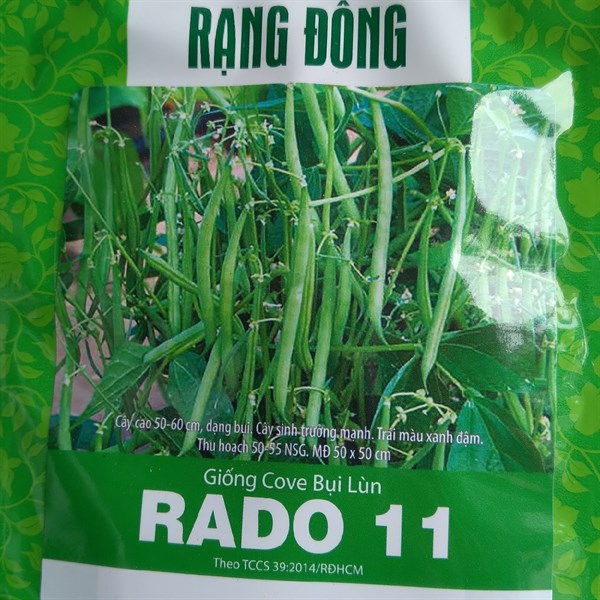 RẠNG ĐÔNG
Cây cao 50-60 cm, dạng bụi. Cây sinh trưởng mạnh. Trái màu xanh đậm.
Thu hoạch 50-55 NSG. MĐ 50 x 50 cm
Giống Cove Bụi Lùn
RADO 11
Theo TCCS 39:2014/RĐHCM